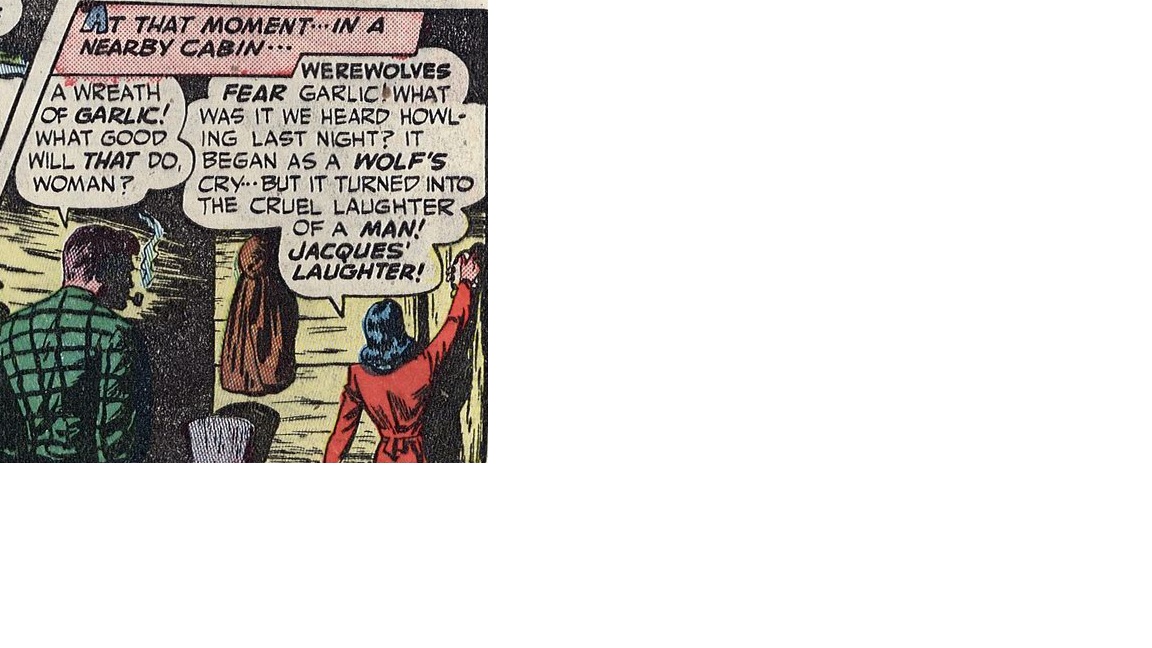 AT THAT MOMENT...IN A
NEARBY CABIN...
A WREATH
OF GARLIC!
WHAT GOOD
WILL THAT DO,
WOMAN?
WEREWOLVES
FEAR GARLIC! WHAT
WAS IT WE HEARD HOWL-
ING LAST NIGHT? IT
BEGAN AS A WOLF'S
CRY...BUT IT TURNED INTO
THE CRUEL LAUGHTER
OF A MAN!
JACQUES'
LAUGHTER!